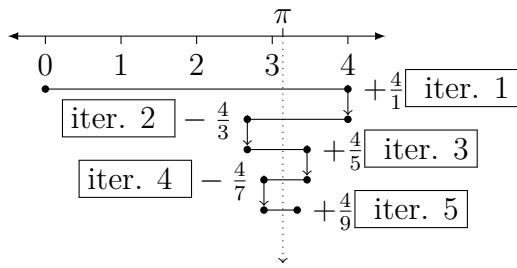 π
0 1 2 3 4
+4/1 iter. 1
iter. 2 − 4/3
+4/5 iter. 3
iter. 4 − 4/7
+4/9 iter. 5